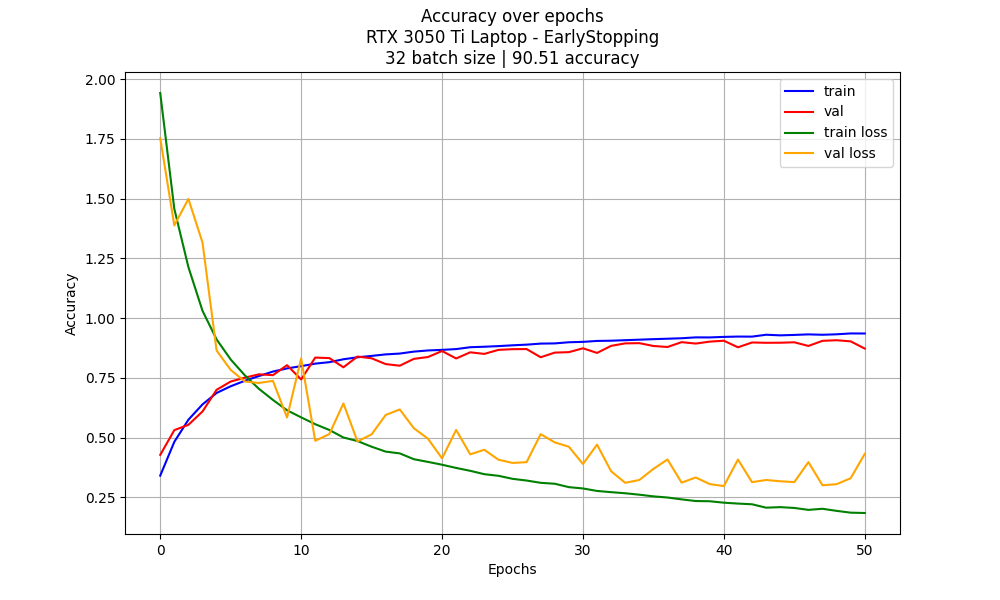 Accuracy over epochs
RTX 3050 Ti Laptop - EarlyStopping
32 batch size | 90.51 accuracy
train
val
train loss
val loss
2.00
1.75
1.50
1.25
1.00
0.75
0.50
0.25
Accuracy
0 10 20 30 40 50
Epochs